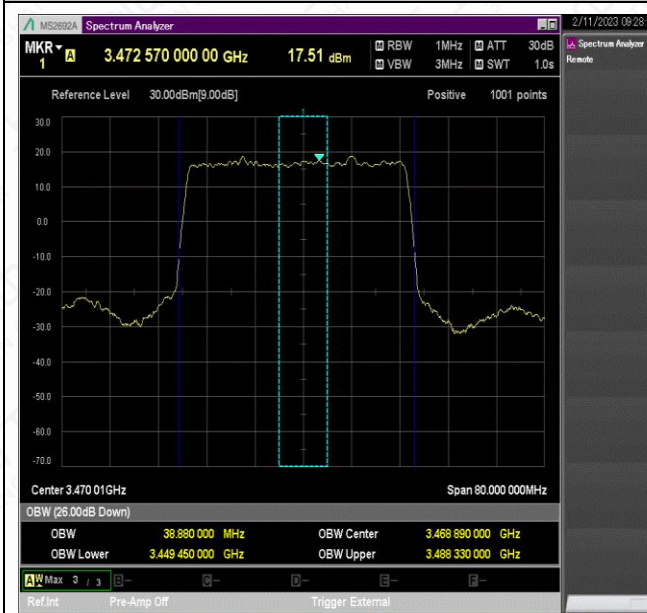 MS2692A Spectrum Analyzer
2/11/2023 09:28:
MKR 1 A 3.472 570 000 00 GHz 17.51 dBm
M RBW 1MHz M ATT 30dB
M VBW 3MHz M SWT 1.0s
Spectrum Analyzer
Remote
Reference Level 30.00dBm[9.00dB] Positive 1001 points
30.0
20.0
10.0
0.0
-10.0
-20.0
-30.0
-40.0
-50.0
-60.0
-70.0
1
Center 3.470 01GHz Span 80.000 000MHz
OBW (26.00dB Down)
OBW 38.880 000 MHz OBW Center 3.468 890 000 GHz
OBW Lower 3.449 450 000 GHz OBW Upper 3.488 330 000 GHz
A W Max 3 / 3 B- C- D- E- F-
Ref.Int Pre-Amp Off Trigger External